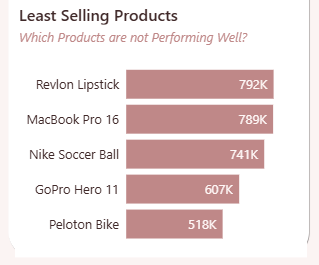 Least Selling Products
Which Products are not Performing Well?
Revlon Lipstick 792K
MacBook Pro 16 789K
Nike Soccer Ball 741K
GoPro Hero 11 607K
Peloton Bike 518K